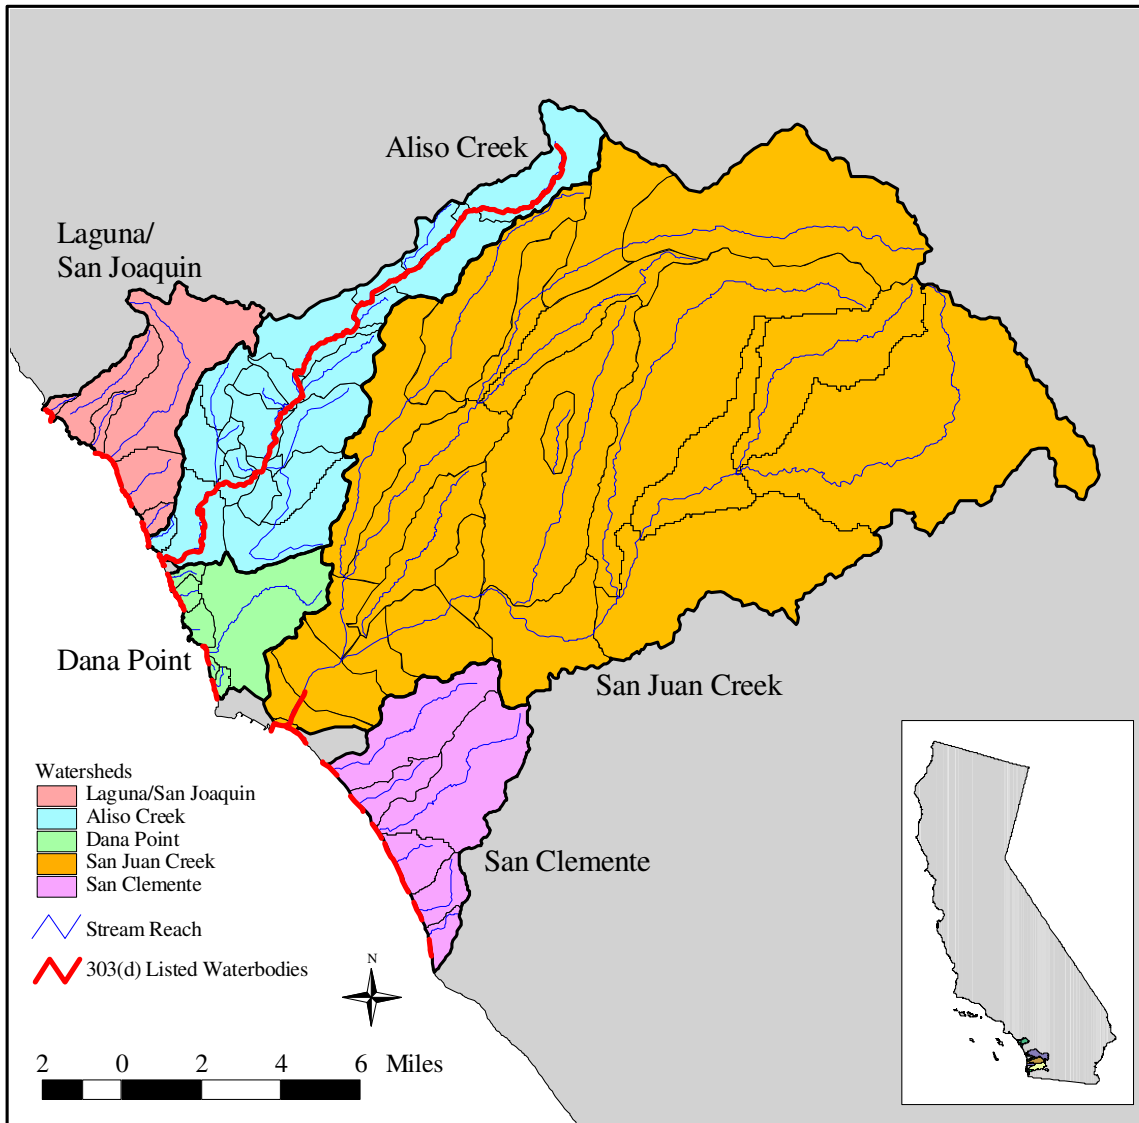 Aliso Creek
Laguna/
San Joaquin
Dana Point
San Juan Creek
San Clemente
Watersheds
Laguna/San Joaquin
Aliso Creek
Dana Point
San Juan Creek
San Clemente
Stream Reach
303(d) Listed Waterbodies
N
2 0 2 4 6 Miles